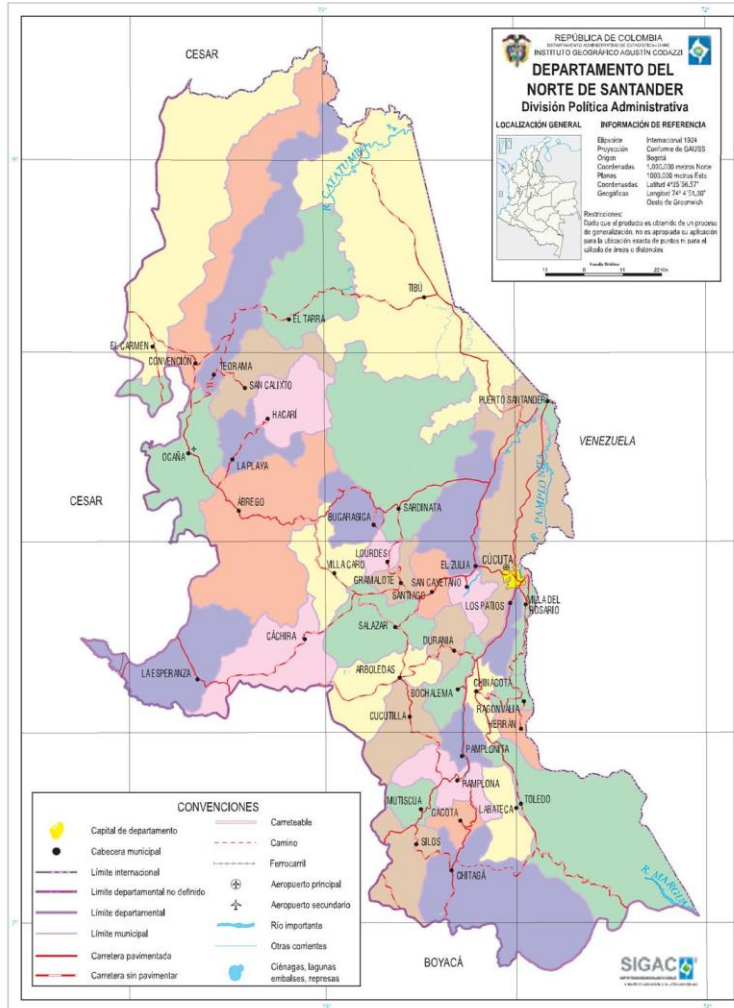 73°
72°
REPÚBLICA DE COLOMBIA
INSTITUTO GEOGRÁFICO AGUSTÍN CODAZZI
DEPARTAMENTO DEL
NORTE DE SANTANDER
División Política Administrativa
LOCALIZACIÓN GENERAL
INFORMACIÓN DE REFERENCIA
Elipsoide Internacional 1924
Proyección Conforme de GAUSS
Origen Bogotá
Coordenadas 1.000.000 metros Norte
Planas 1000.000 metros Este
Coordenadas Latitud 4°35'56.57"
Geográficas Longitud 74° 4'51.30"
Oeste de Greenwich
Restricciones:
Dado que el producto es obtenido de un proceso
de generalización, no es apropiada su aplicación
para la ubicación exacta de puntos ni para el
cálculo de áreas o distancias
CESAR
R. CATATUMBO
TIBÚ
EL TARRA
EL CARMEN
CONVENCIÓN
TEORAMA
SAN CALIXTO
HACARÍ
PUERTO SANTANDER
VENEZUELA
OCAÑA
LA PLAYA
R. PAMPLONITA
CESAR
ÁBREGO
SARDINATA
BUCARASICA
LOURDES
VILLA CARO
GRAMALOTE
EL ZULIA
CÚCUTA
SAN CAYETANO
SANTIAGO
LOS PATIOS
VILLA DEL
ROSARIO
SALAZAR
CÁCHIRA
DURANIA
LA ESPERANZA
ARBOLEDAS
BOCHALEMA
CHINACOTA
RAGONVALIA
CUCUTILLA
HERRÁN
PAMPLONITA
PAMPLONA
MUTISCUA
CÁCOTA
LABATECA
TOLEDO
SILOS
CHITAGÁ
R. MARGUA
BOYACÁ
CONVENCIONES
Capital de departamento
Cabecera municipal
Límite internacional
Límite departamental no definido
Límite departamental
Límite municipal
Carretera pavimentada
Carretera sin pavimentar
Carreteable
Camino
Ferrocarril
Aeropuerto principal
Aeropuerto secundario
Río importante
Otras corrientes
Ciénagas, lagunas
embalses, represas
SIGAC
73°
72°